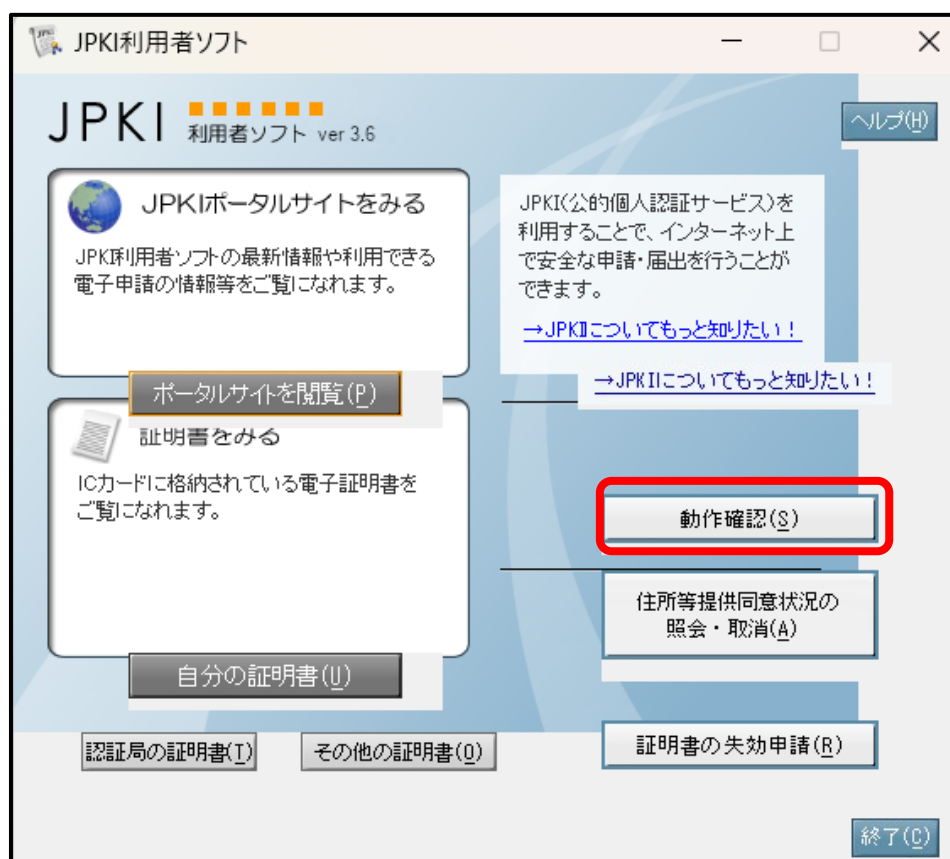 JPKI利用者ソフト
JPKI 利用者ソフト ver 3.6
ヘルプ(H)
JPKIポータルサイトをみる
JPKI利用者ソフトの最新情報や利用できる
電子申請の情報等をご覧になれます。
ポータルサイトを閲覧(P)
JPKI(公的個人認証サービス)を
利用することで、インターネット上
で安全な申請・届出を行うことが
できます。
→JPKIについてもっと知りたい！
→JPKIについてもっと知りたい！
証明書をみる
ICカードに格納されている電子証明書を
ご覧になれます。
自分の証明書(U)
動作確認(S)
住所等提供同意状況の
照会・取消(A)
認証局の証明書(T)
その他の証明書(O)
証明書の失効申請(R)
終了(C)